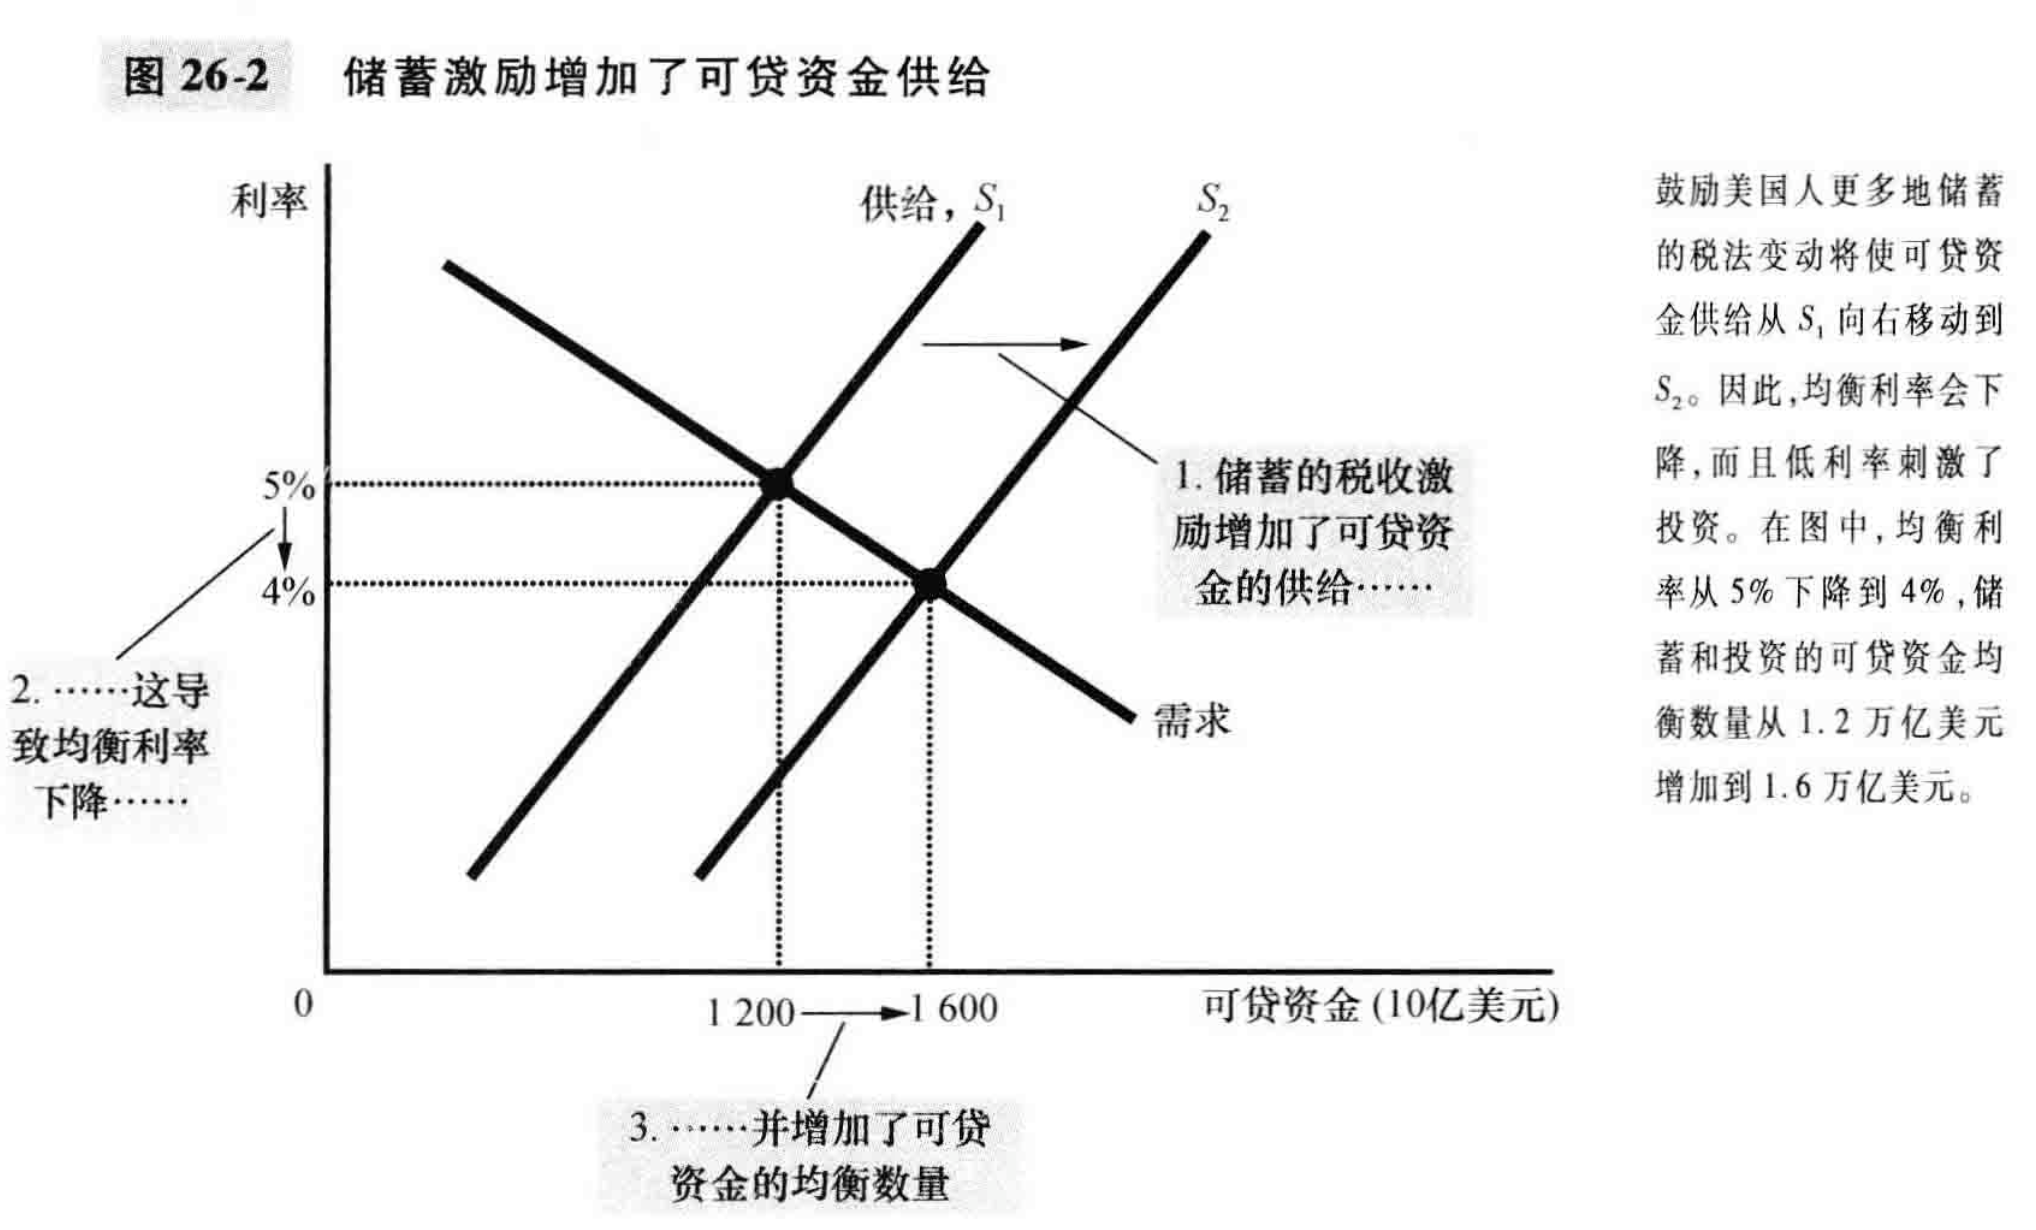 图 26-2 储蓄激励增加了可贷资金供给
利率
供给，S₁
S₂
5%
4%
1. 储蓄的税收激
励增加了可贷资
金的供给……
2. ……这导
致均衡利率
下降……
需求
0
1 200
1 600
可贷资金 (10亿美元)
3. ……并增加了可贷
资金的均衡数量
鼓励美国人更多地储蓄
的税法变动将使可贷资
金供给从 S₁ 向右移动到
S₂。因此,均衡利率会下
降,而且低利率刺激了
投资。在图中,均衡利
率从 5% 下降到 4%,储
蓄和投资的可贷资金均
衡数量从 1.2 万亿美元
增加到 1.6 万亿美元。